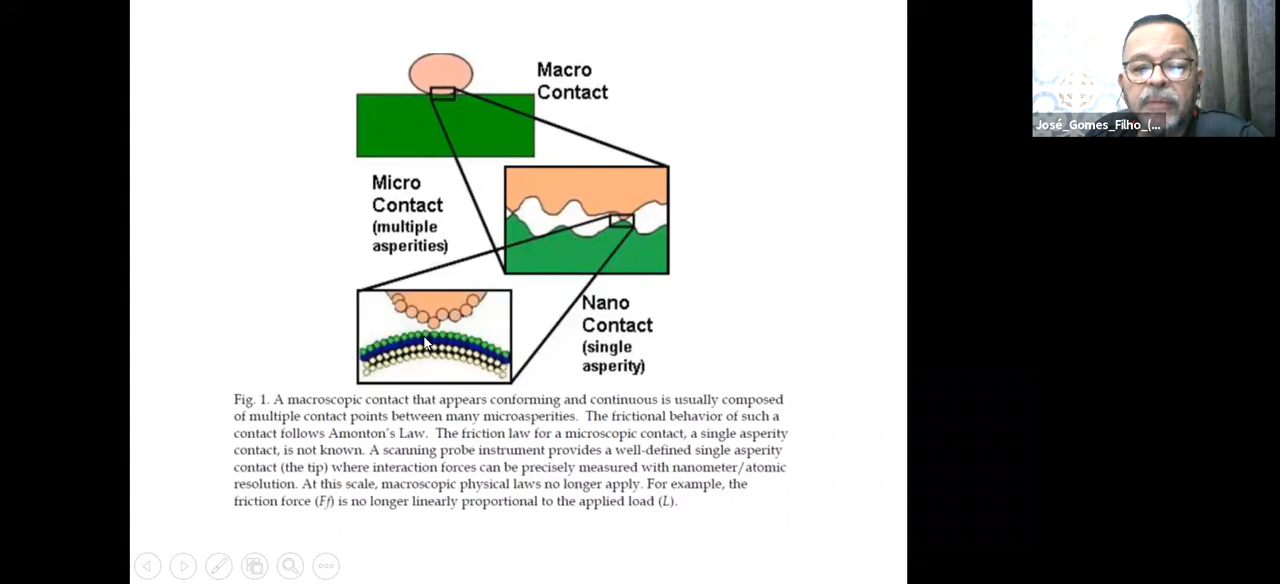 Macro
Contact
Micro
Contact
(multiple
asperities)
Nano
Contact
(single
asperity)
Fig. 1. A macroscopic contact that appears conforming and continuous is usually composed
of multiple contact points between many microasperities. The frictional behavior of such a
contact follows Amonton's Law. The friction law for a microscopic contact, a single asperity
contact, is not known. A scanning probe instrument provides a well-defined single asperity
contact (the tip) where interaction forces can be precisely measured with nanometer/atomic
resolution. At this scale, macroscopic physical laws no longer apply. For example, the
friction force (Ff) is no longer linearly proportional to the applied load (L).
José_Gomes_Filho_(...